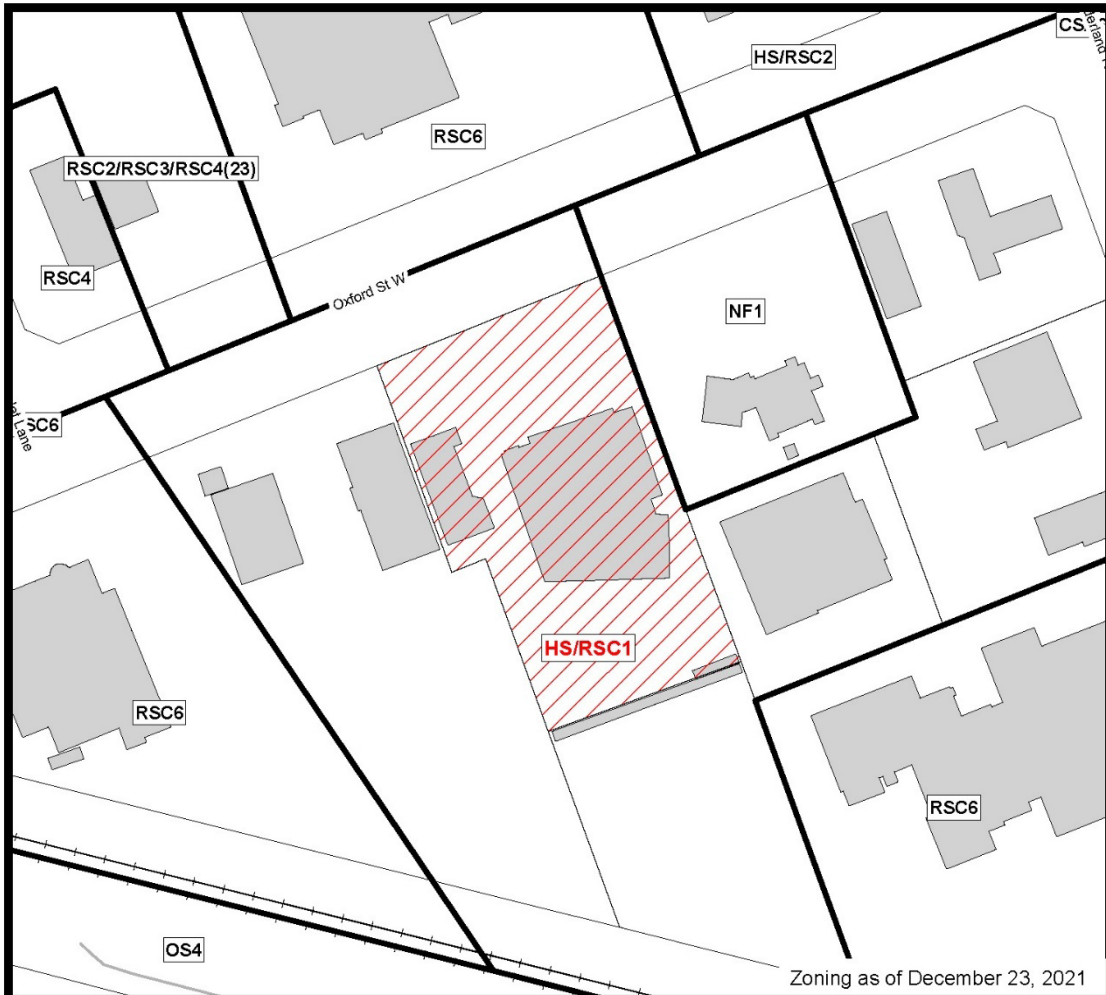 CS
HS/RSC2
RSC6
RSC2/RSC3/RSC4(23)
RSC4
Oxford St W
NF1
SC6
Lane
HS/RSC1
RSC6
RSC6
OS4
Zoning as of December 23, 2021